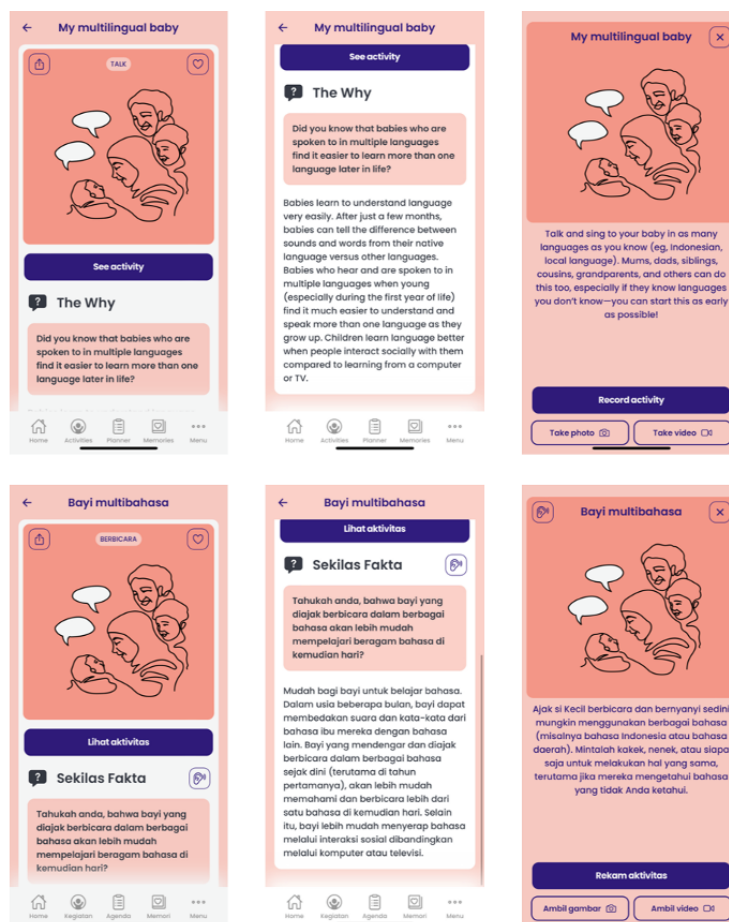 My multilingual baby
TALK
See activity
The Why
Did you know that babies who are
spoken to in multiple languages
find it easier to learn more than one
language later in life?
Home
Activities
Planner
Memories
Menu
My multilingual baby
See activity
The Why
Did you know that babies who are
spoken to in multiple languages
find it easier to learn more than one
language later in life?
Babies learn to understand language
very easily. After just a few months,
babies can tell the difference between
sounds and words from their native
language versus other languages.
Babies who hear and are spoken to in
multiple languages when young
(especially during the first year of life)
find it much easier to understand and
speak more than one language as they
grow up. Children learn language better
when people interact socially with them
compared to learning from a computer
or TV.
Home
Activities
Planner
Memories
Menu
My multilingual baby
Talk and sing to your baby in as many
languages as you know (eg, Indonesian,
local language). Mums, dads, siblings,
cousins, grandparents, and others can do
this too, especially if they know languages
you don't know—you can start this as early
as possible!
Record activity
Take photo
Take video
Bayi multibahasa
BERBICARA
Lihat aktivitas
Sekilas Fakta
Tahukah anda, bahwa bayi yang
diajak berbicara dalam berbagai
bahasa akan lebih mudah
mempelajari beragam bahasa di
kemudian hari?
Home
Kegiatan
Agenda
Memori
Menu
Bayi multibahasa
Lihat aktivitas
Sekilas Fakta
Tahukah anda, bahwa bayi yang
diajak berbicara dalam berbagai
bahasa akan lebih mudah
mempelajari beragam bahasa di
kemudian hari?
Mudah bagi bayi untuk belajar bahasa.
Dalam usia beberapa bulan, bayi dapat
membedakan suara dan kata-kata dari
bahasa ibu mereka dengan bahasa
lain. Bayi yang mendengar dan diajak
berbicara dalam berbagai bahasa
sejak dini (terutama di tahun
pertamanya), akan lebih mudah
memahami dan berbicara lebih dari
satu bahasa di kemudian hari. Selain
itu, bayi lebih mudah menyerap bahasa
melalui interaksi sosial dibandingkan
melalui komputer atau televisi.
Home
Kegiatan
Agenda
Memori
Menu
Bayi multibahasa
Ajak si Kecil berbicara dan bernyanyi sedini
mungkin menggunakan berbagai bahasa
(misalnya bahasa Indonesia atau bahasa
daerah). Mintalah kakek, nenek, atau siapa
saja untuk melakukan hal yang sama,
terutama jika mereka mengetahui bahasa
yang tidak Anda ketahui.
Rekam aktivitas
Ambil gambar
Ambil video